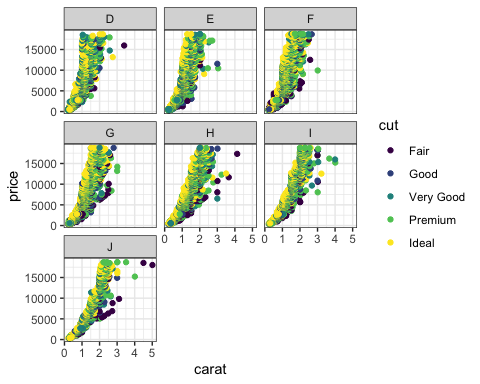 D E F
15000
10000
5000
0
cut
Fair
Good
Very Good
Premium
Ideal
G H I
15000
10000
5000
0
price
0 1 2 3 4 5 0 1 2 3 4 5
J
15000
10000
5000
0
0 1 2 3 4 5
carat